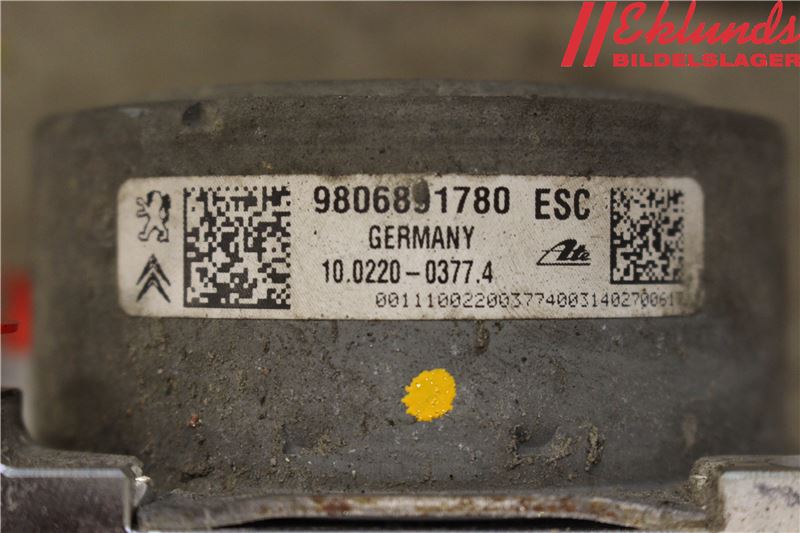 Eklunds
BILDELSLAGER
9806891780 ESC
GERMANY
Ate
10.0220-0377.4